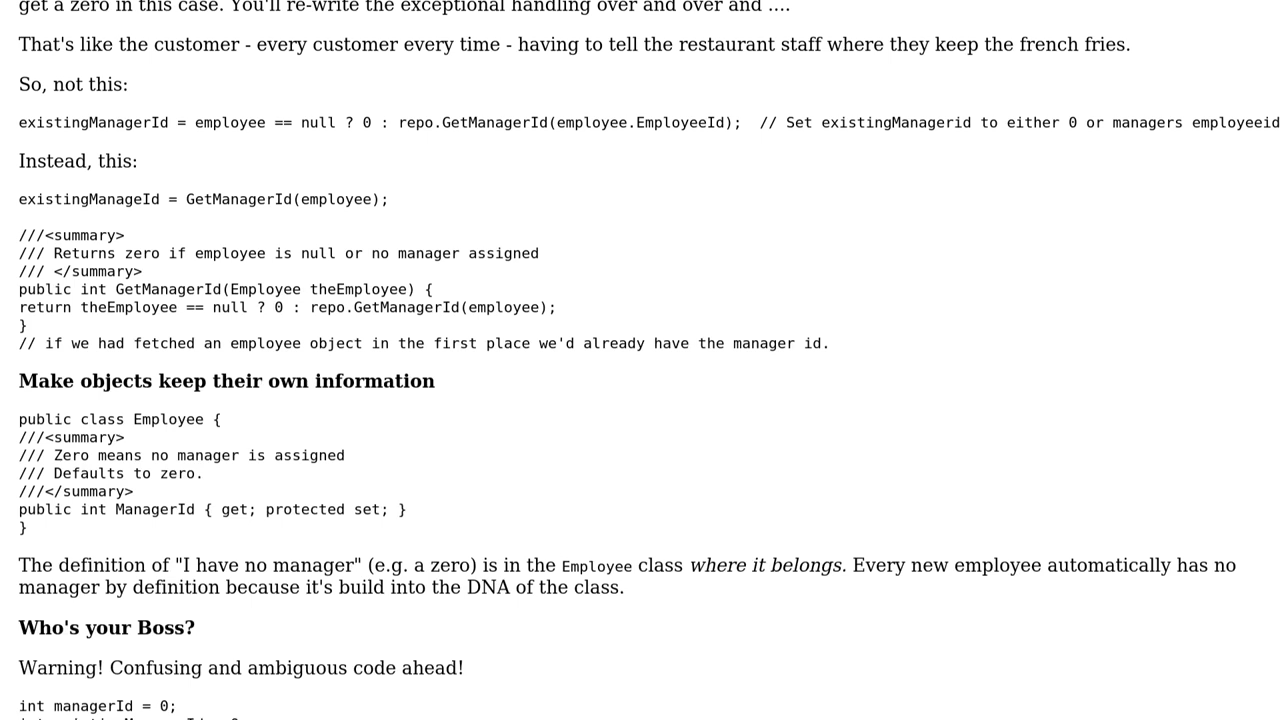 get a zero in this case. You'll re-write the exceptional handling over and over and ....
That's like the customer - every customer every time - having to tell the restaurant staff where they keep the french fries.
So, not this:
existingManagerId = employee == null ? 0 : repo.GetManagerId(employee.EmployeeId);  // Set existingManagerid to either 0 or managers employeeid
Instead, this:
existingManageId = GetManagerId(employee);
///<summary>
/// Returns zero if employee is null or no manager assigned
/// </summary>
public int GetManagerId(Employee theEmployee) {
return theEmployee == null ? 0 : repo.GetManagerId(employee);
}
// if we had fetched an employee object in the first place we'd already have the manager id.
Make objects keep their own information
public class Employee {
///<summary>
/// Zero means no manager is assigned
/// Defaults to zero.
///</summary>
public int ManagerId { get; protected set; }
}
The definition of "I have no manager" (e.g. a zero) is in the Employee class where it belongs. Every new employee automatically has no
manager by definition because it's build into the DNA of the class.
Who's your Boss?
Warning! Confusing and ambiguous code ahead!
int managerId = 0;